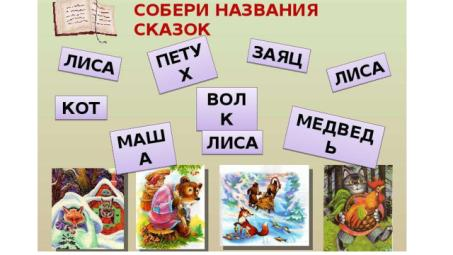 СОБЕРИ НАЗВАНИЯ
СКАЗОК
ЛИСА
ПЕТУ
Х
ЗАЯЦ
ЛИСА
КОТ
ВОЛ
К
МАШ
А
ЛИСА
МЕДВЕД
Ь